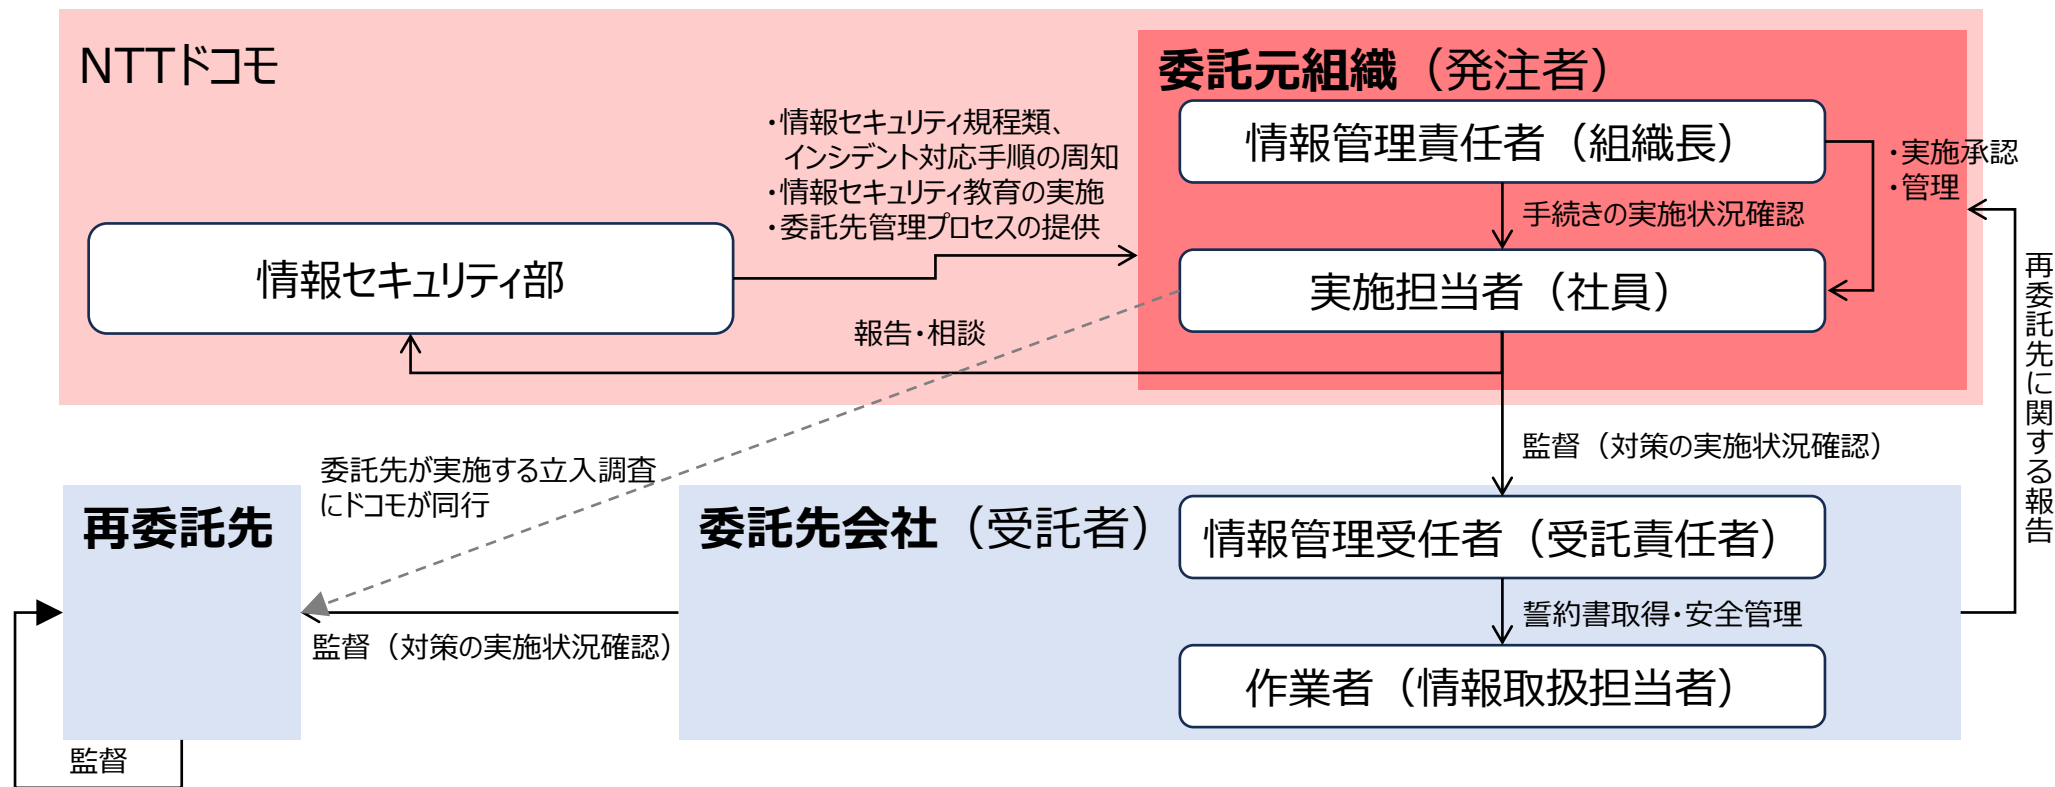 NTTドコモ
委託元組織（発注者）
・情報セキュリティ規程類、
インシデント対応手順の周知
・情報セキュリティ教育の実施
・委託先管理プロセスの提供
情報管理責任者（組織長）
・実施承認
・管理
手続きの実施状況確認
情報セキュリティ部
実施担当者（社員）
報告・相談
再委託先に関する報告
監督（対策の実施状況確認）
委託先が実施する立入調査
にドコモが同行
再委託先
委託先会社（受託者）
情報管理受任者（受託責任者）
誓約書取得・安全管理
監督（対策の実施状況確認）
作業者（情報取扱担当者）
監督